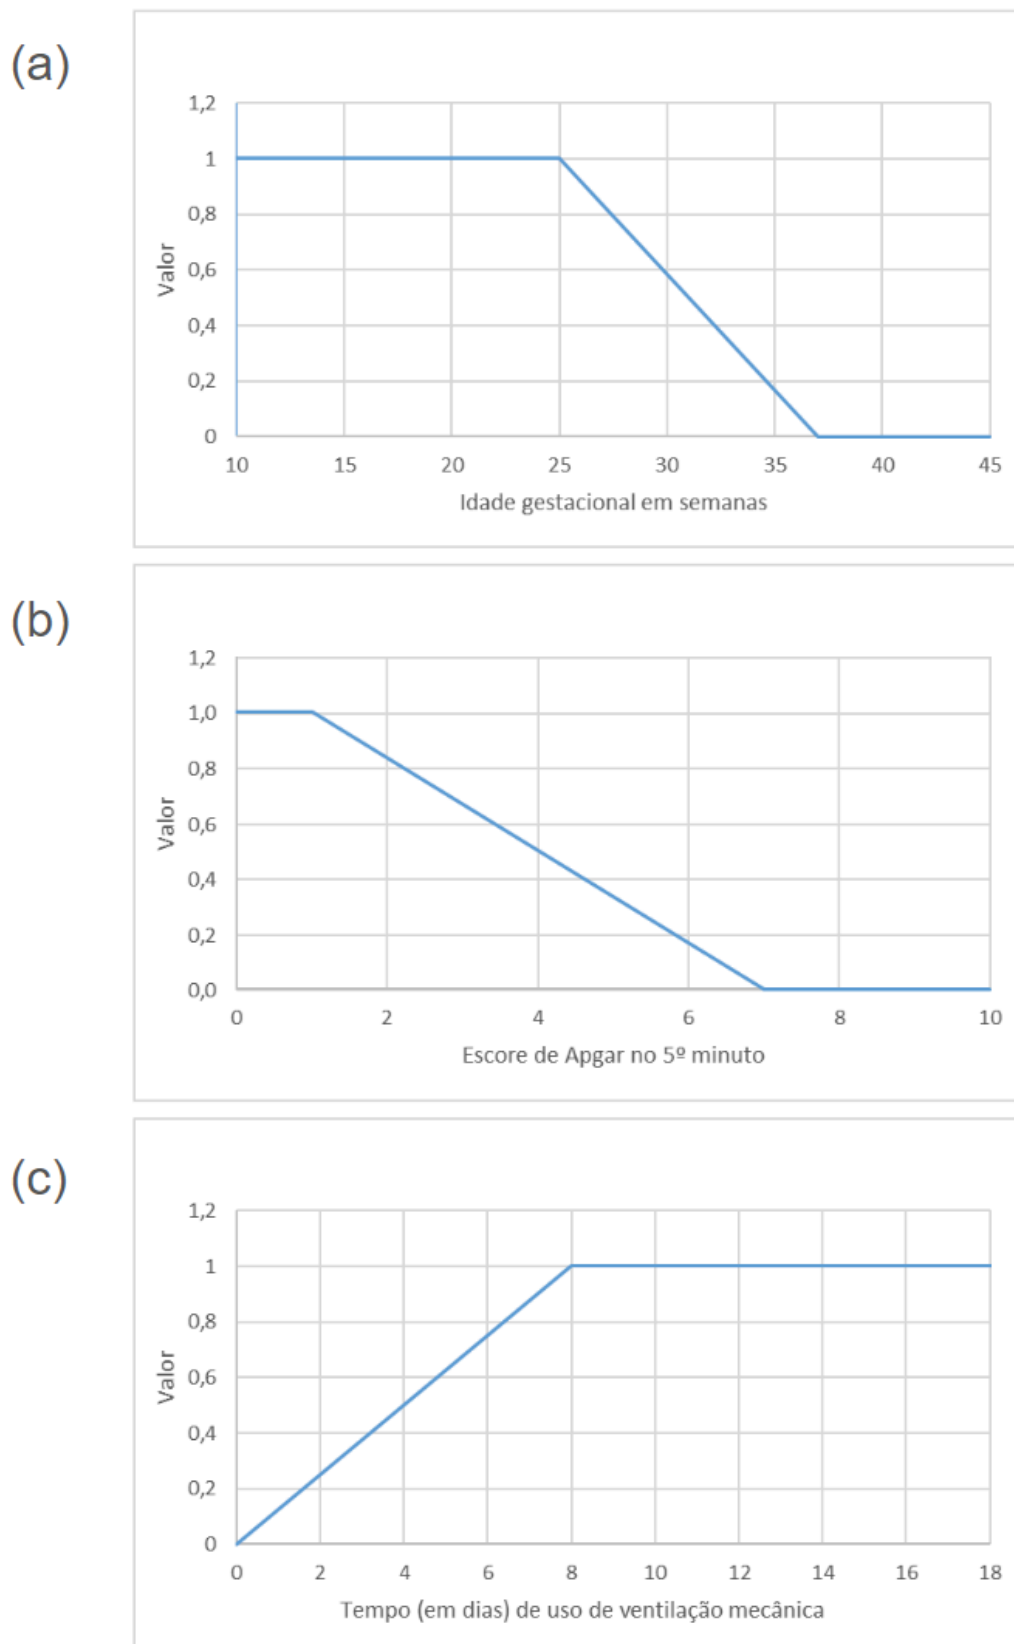 (a)
1,2
1
0,8
0,6
0,4
0,2
0
Valor
10 15 20 25 30 35 40 45
Idade gestacional em semanas
(b)
1,2
1,0
0,8
0,6
0,4
0,2
0,0
Valor
0 2 4 6 8 10
Escore de Apgar no 5º minuto
(c)
1,2
1
0,8
0,6
0,4
0,2
0
Valor
0 2 4 6 8 10 12 14 16 18
Tempo (em dias) de uso de ventilação mecânica